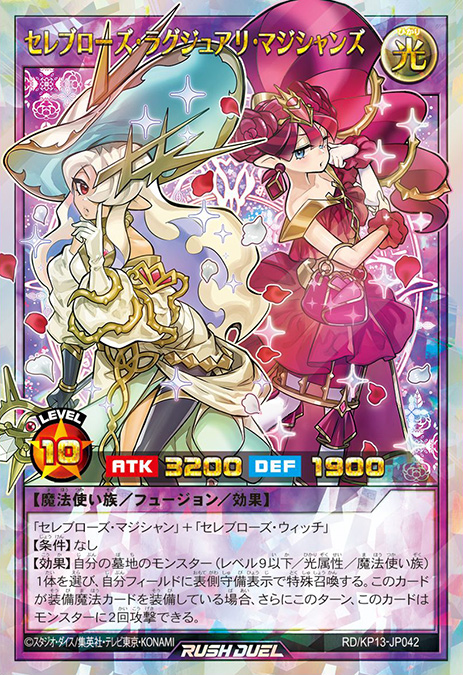 セレブローズ・ラグジュアリ・マジシャンズ
ひかり
光
LEVEL
10
ATK 3200 DEF 1900
【魔法使い族／フュージョン／効果】
「セレブローズ・マジシャン」＋「セレブローズ・ウィッチ」
【条件】なし
【効果】自分の墓地のモンスター（レベル９以下／光属性／魔法使い族）
１体を選び、自分フィールドに表側守備表示で特殊召喚する。このカード
が装備魔法カードを装備している場合、さらにこのターン、このカードは
モンスターに２回攻撃できる。
©スタジオ・ダイス/集英社・テレビ東京・KONAMI
RUSH DUEL
RD/KP13-JP042